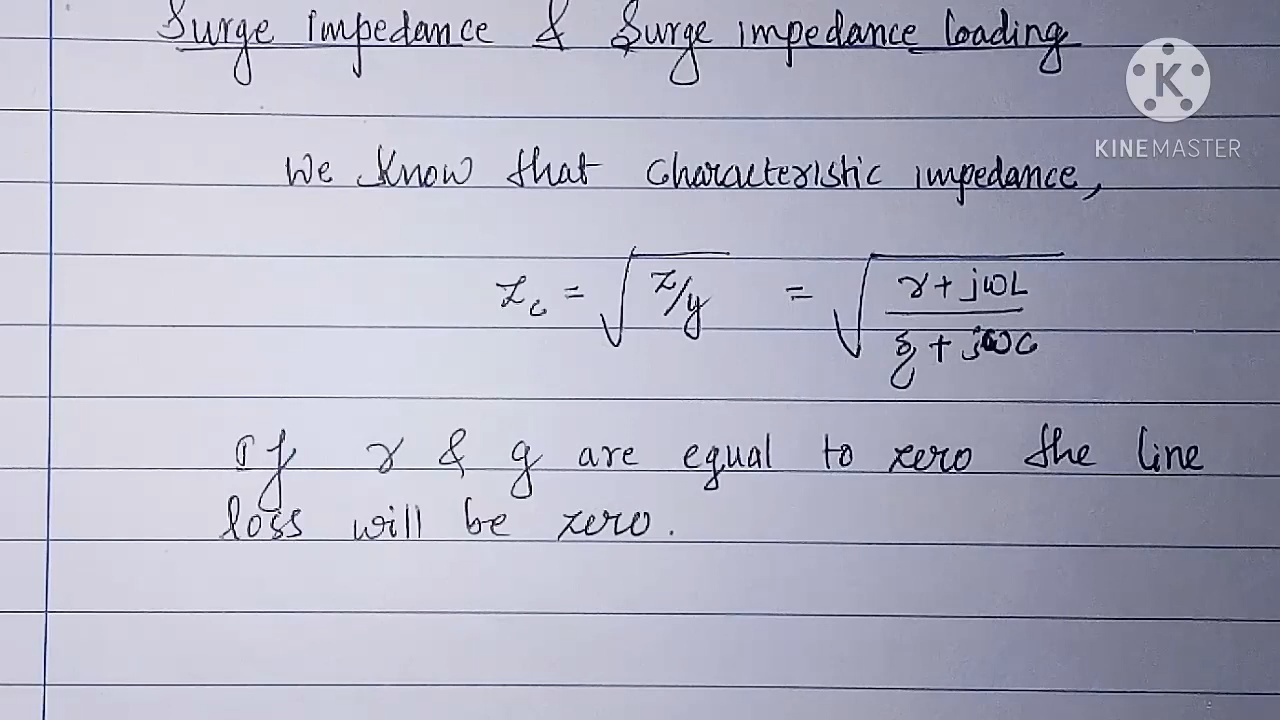 Surge Impedance & Surge impedance Loading
K
KINEMASTER
We know that characteristic impedance,
Zc = √(z/y) = √((r + jωL)/(g + jωC))
If r & g are equal to zero the line
loss will be zero.